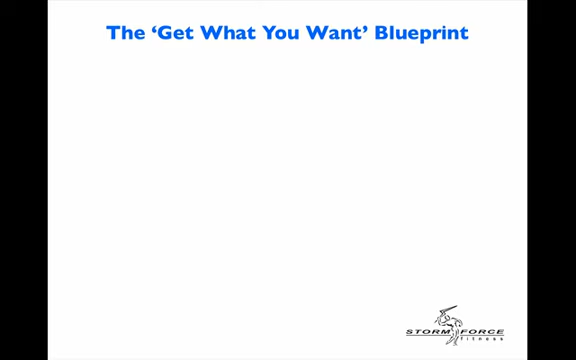 The ‘Get What You Want’ Blueprint
STORM FORCE
fitness